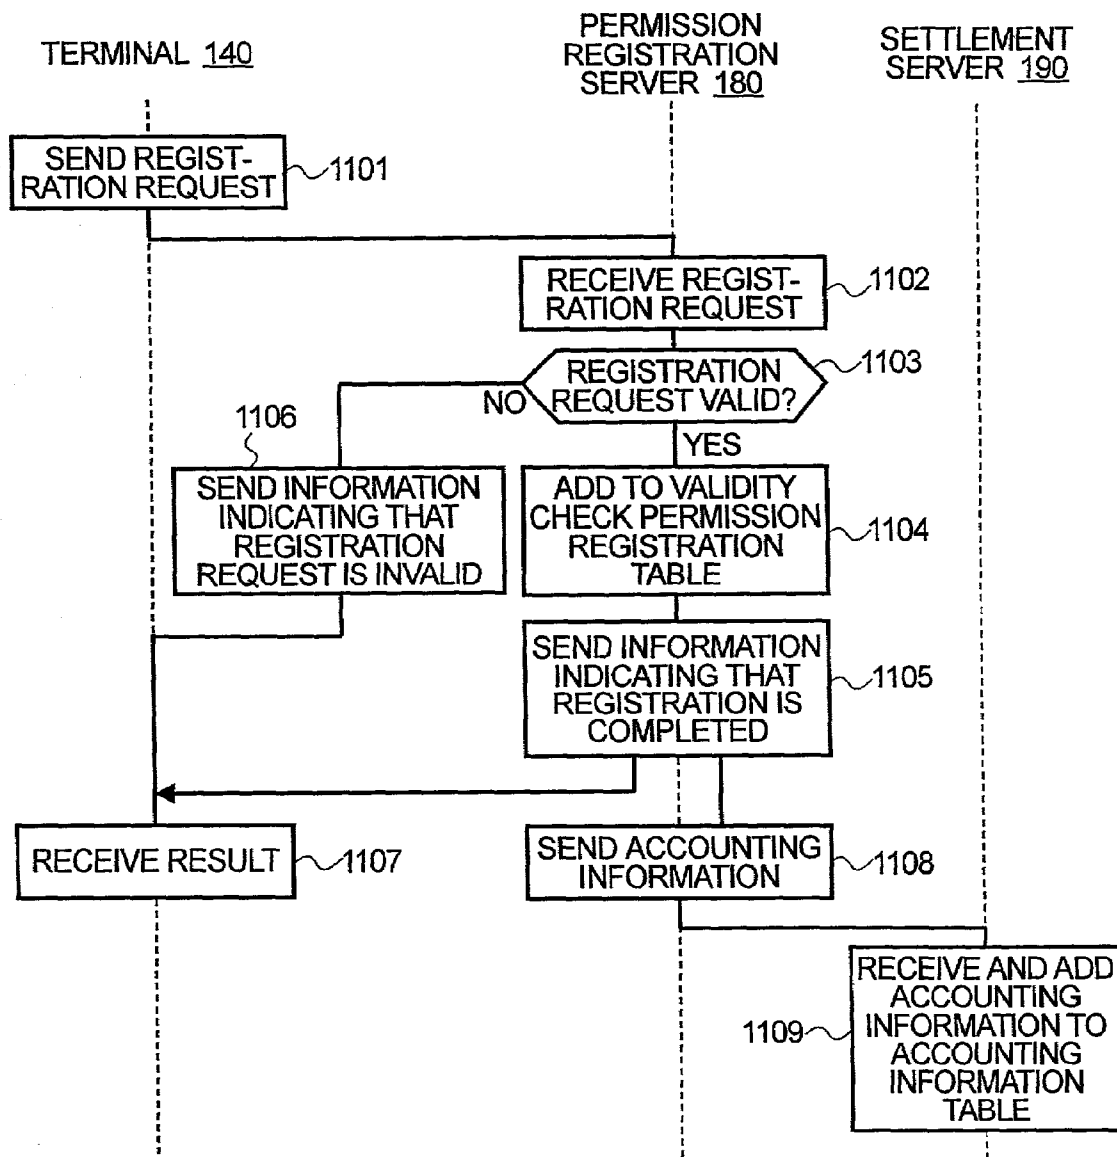 TERMINAL 140
PERMISSION
REGISTRATION
SERVER 180
SETTLEMENT
SERVER 190
SEND REGIST-
RATION REQUEST
1101
RECEIVE REGIST-
RATION REQUEST
1102
REGISTRATION
REQUEST VALID?
1103
NO
YES
1106
SEND INFORMATION
INDICATING THAT
REGISTRATION
REQUEST IS INVALID
ADD TO VALIDITY
CHECK PERMISSION
REGISTRATION
TABLE
1104
SEND INFORMATION
INDICATING THAT
REGISTRATION IS
COMPLETED
1105
RECEIVE RESULT
1107
SEND ACCOUNTING
INFORMATION
1108
RECEIVE AND ADD
ACCOUNTING
INFORMATION TO
ACCOUNTING
INFORMATION
TABLE
1109